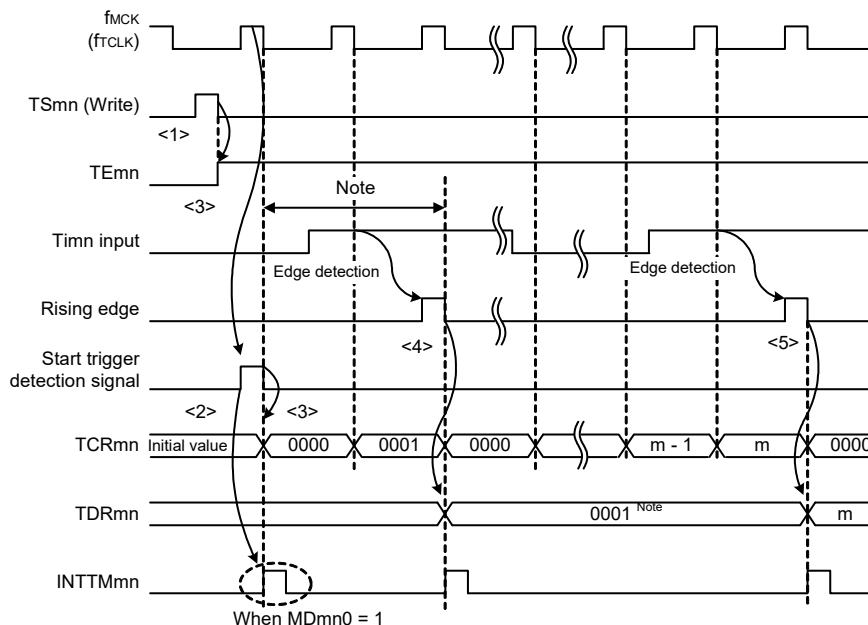 fMCK
(fTCLK)
TSmn (Write)
<1>
TEmn
<3>
Note
Timn input
Edge detection
Edge detection
Rising edge
<4>
<5>
Start trigger
detection signal
<2>
<3>
TCRmn
Initial value
0000
0001
0000
m - 1
m
0000
TDRmn
0001 Note
m
INTTMmn
When MDmn0 = 1